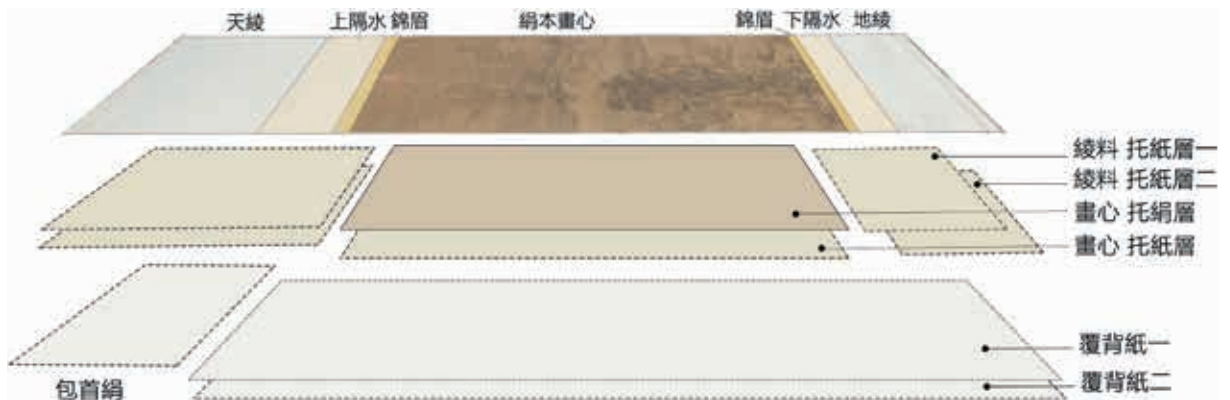 天綾 上隔水 錦眉 絹本畫心 錦眉 下隔水 地綾
綾料 托紙層一
綾料 托紙層二
畫心 托絹層
畫心 托紙層
覆背紙一
覆背紙二
包首絹